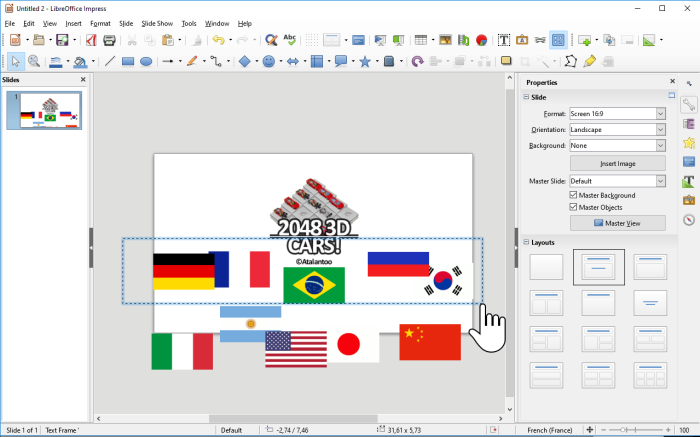 Untitled 2 - LibreOffice Impress
File Edit View Insert Format Slide Slide Show Tools Window Help
Slides
1
2048 3D
CARS!
©Atalantoo
Properties
Slide
Format: Screen 16:9
Orientation: Landscape
Background: None
Insert Image
Master Slide: Default
Master Background
Master Objects
Master View
Layouts
Slide 1 of 1 Text Frame ' Default -2,74 / 7,46 31,61 x 5,73 French (France) 100